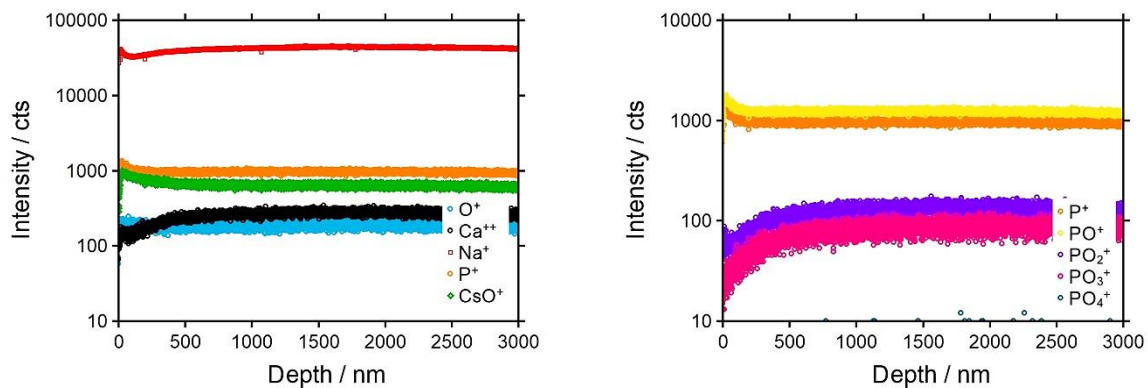 100000
10000
1000
100
10
Intensity / cts
0 500 1000 1500 2000 2500 3000
Depth / nm
O⁺
Ca⁺⁺
Na⁺
P⁺
CsO⁺
10000
1000
100
10
Intensity / cts
0 500 1000 1500 2000 2500 3000
Depth / nm
P⁺
PO⁺
PO₂⁺
PO₃⁺
PO₄⁺